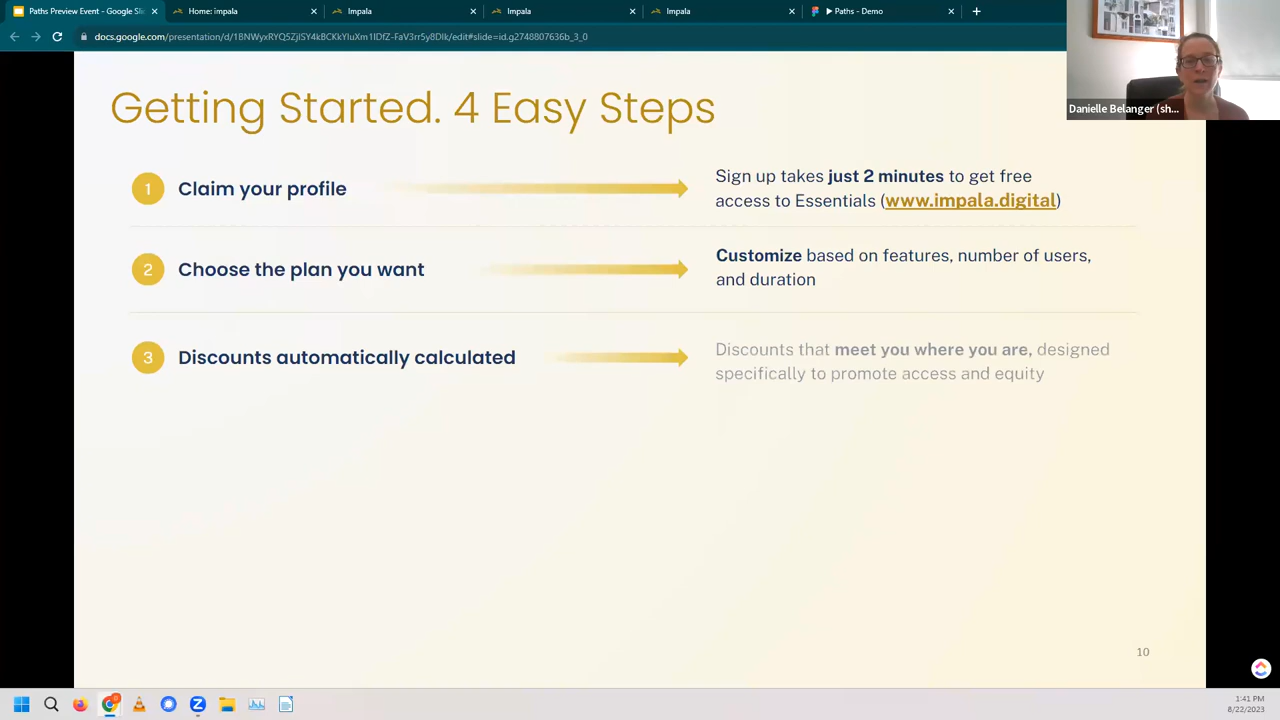 Paths Preview Event - Google Sli
Home: impala
Impala
Impala
Impala
Paths - Demo
docs.google.com/presentation/d/18NWyxRYQ5ZjlSY4kBCKkYluXm1IDfZ-FaV3rr5y8Dlk/edit#slide=id.g2748807636b_3_0
Danielle Belanger (sh...
Getting Started. 4 Easy Steps
1
Claim your profile
Sign up takes just 2 minutes to get free
access to Essentials (www.impala.digital)
2
Choose the plan you want
Customize based on features, number of users,
and duration
3
Discounts automatically calculated
Discounts that meet you where you are, designed
specifically to promote access and equity
10
1:41 PM
8/22/2023